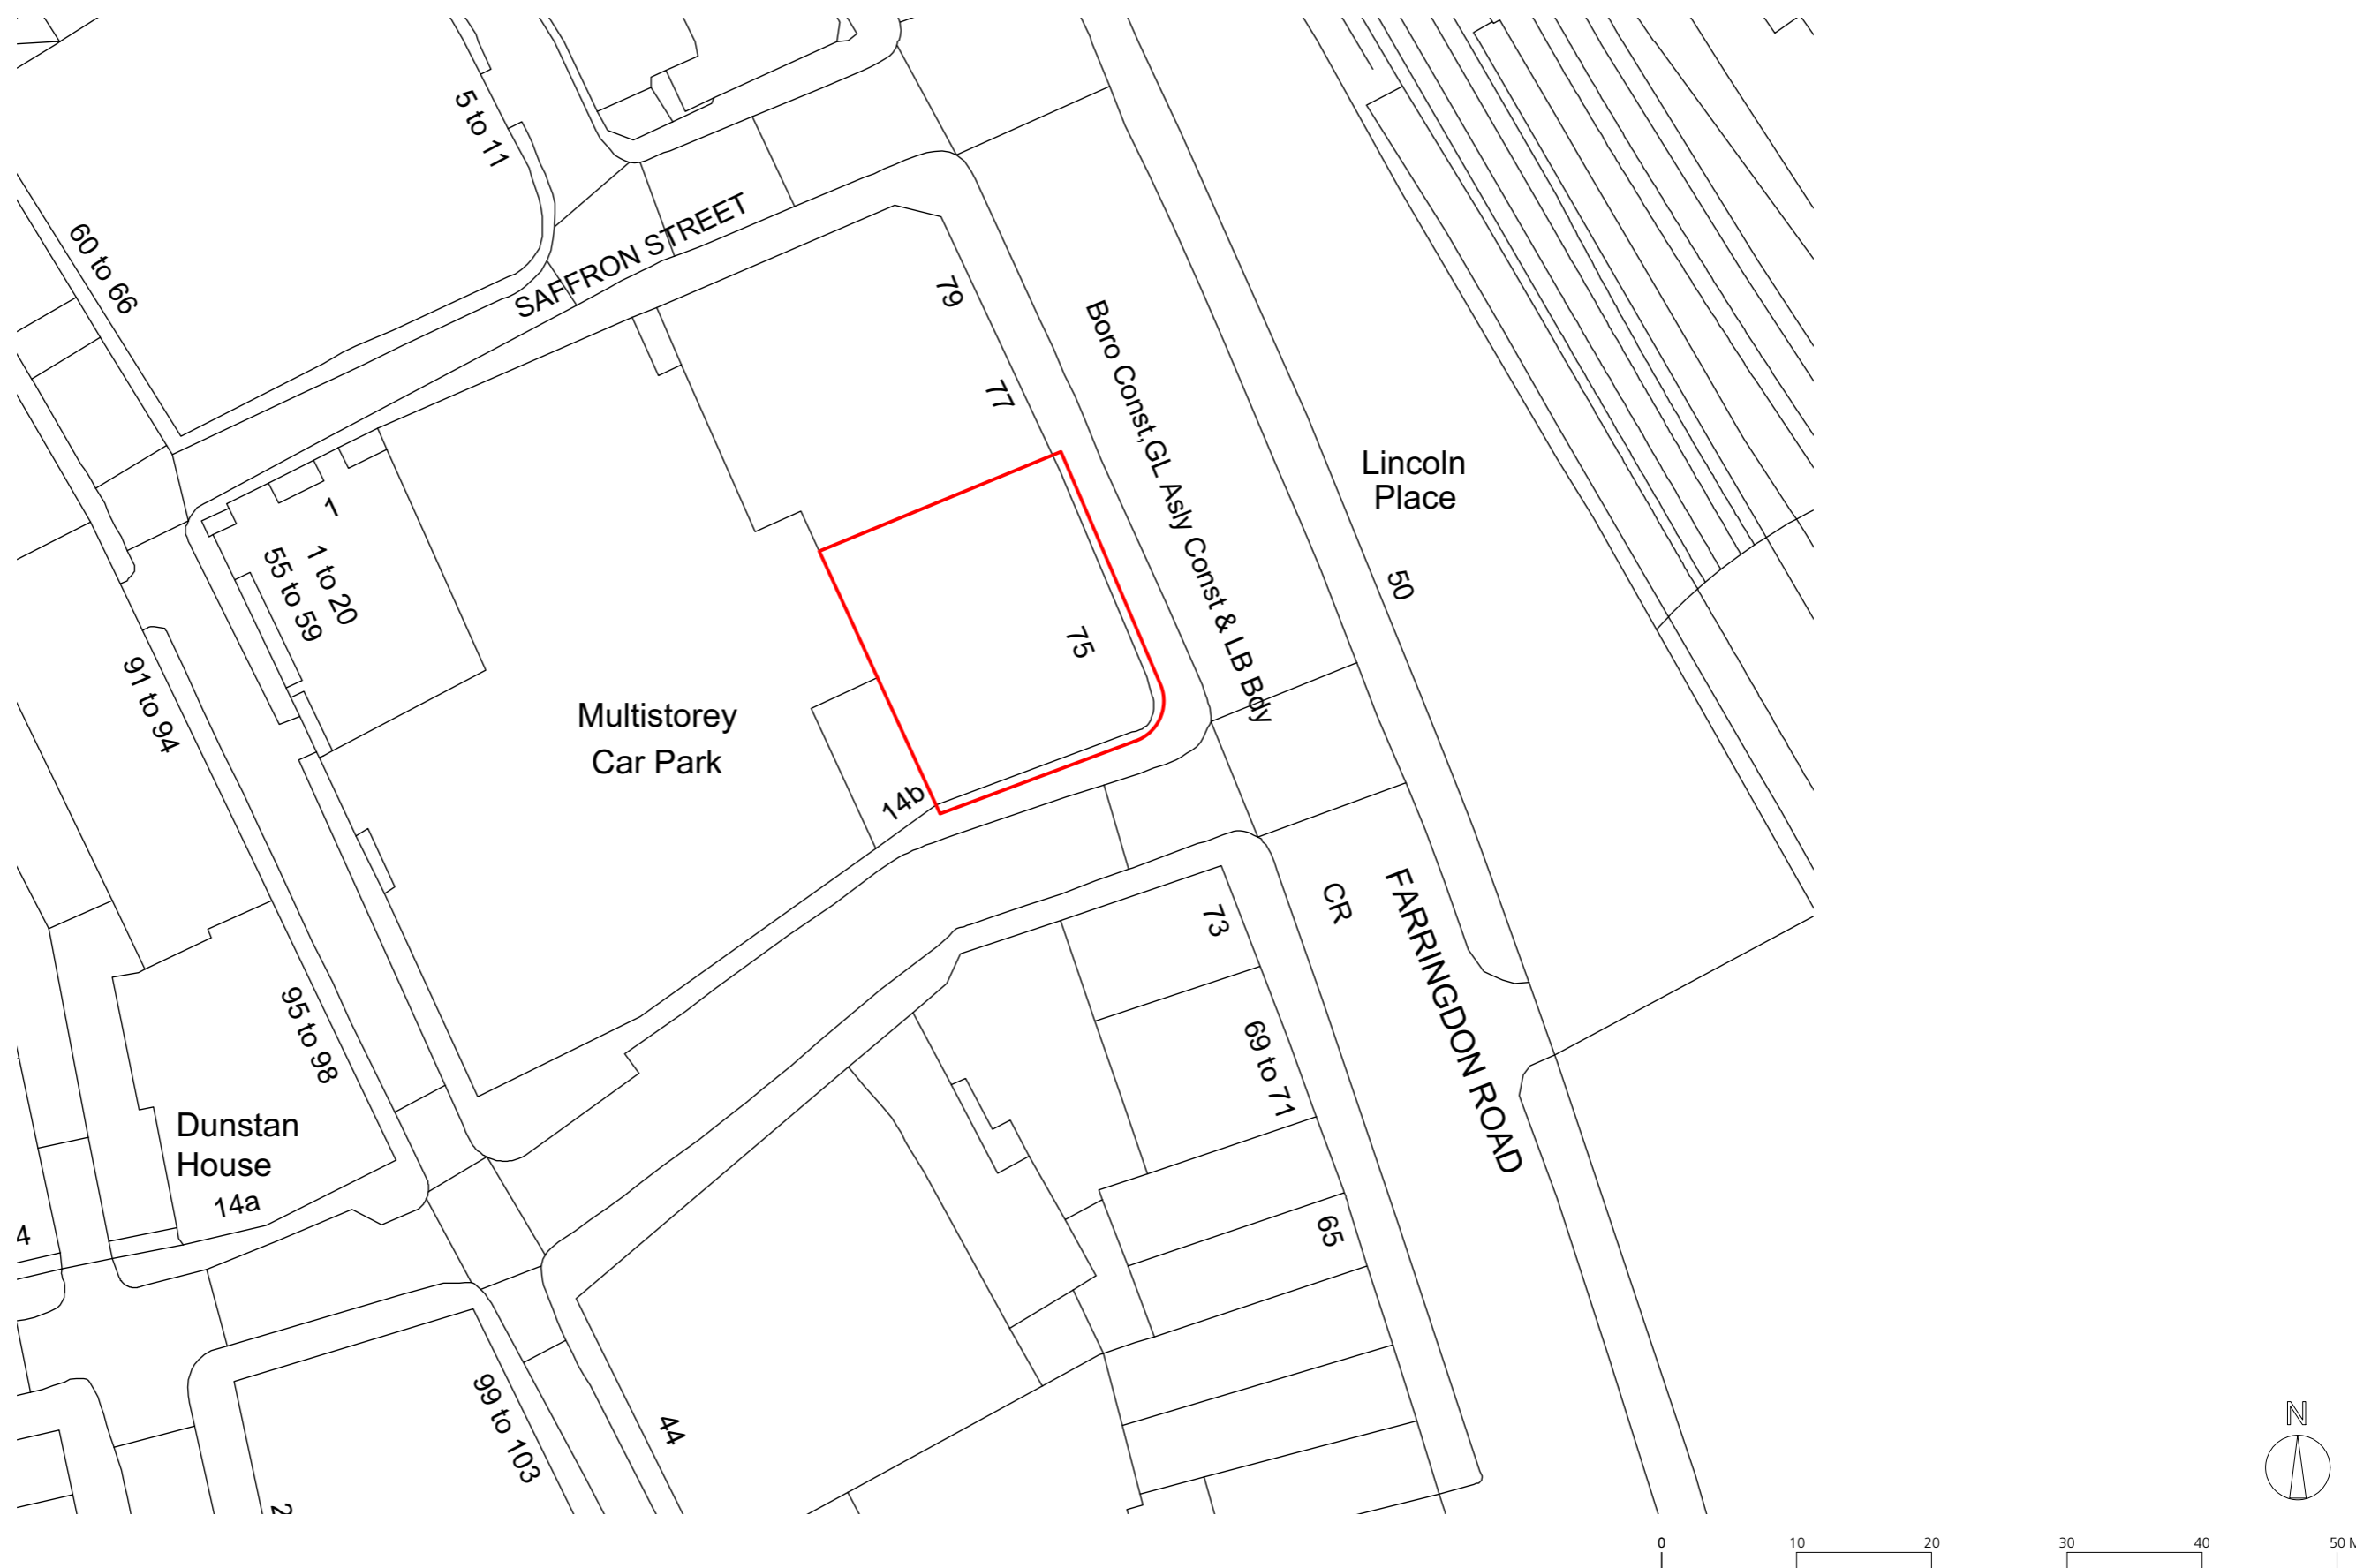 5 to 11
60 to 66
SAFFRON STREET
79
77
Boro Const,GL Asly Const & LB Bdy
Lincoln
Place
50
1
1 to 20
55 to 59
75
91 to 94
Multistorey
Car Park
14b
73
CR
FARRINGDON ROAD
95 to 98
69 to 71
Dunstan
House
14a
4
65
99 to 103
44
2
N
0 10 20 30 40 50 M